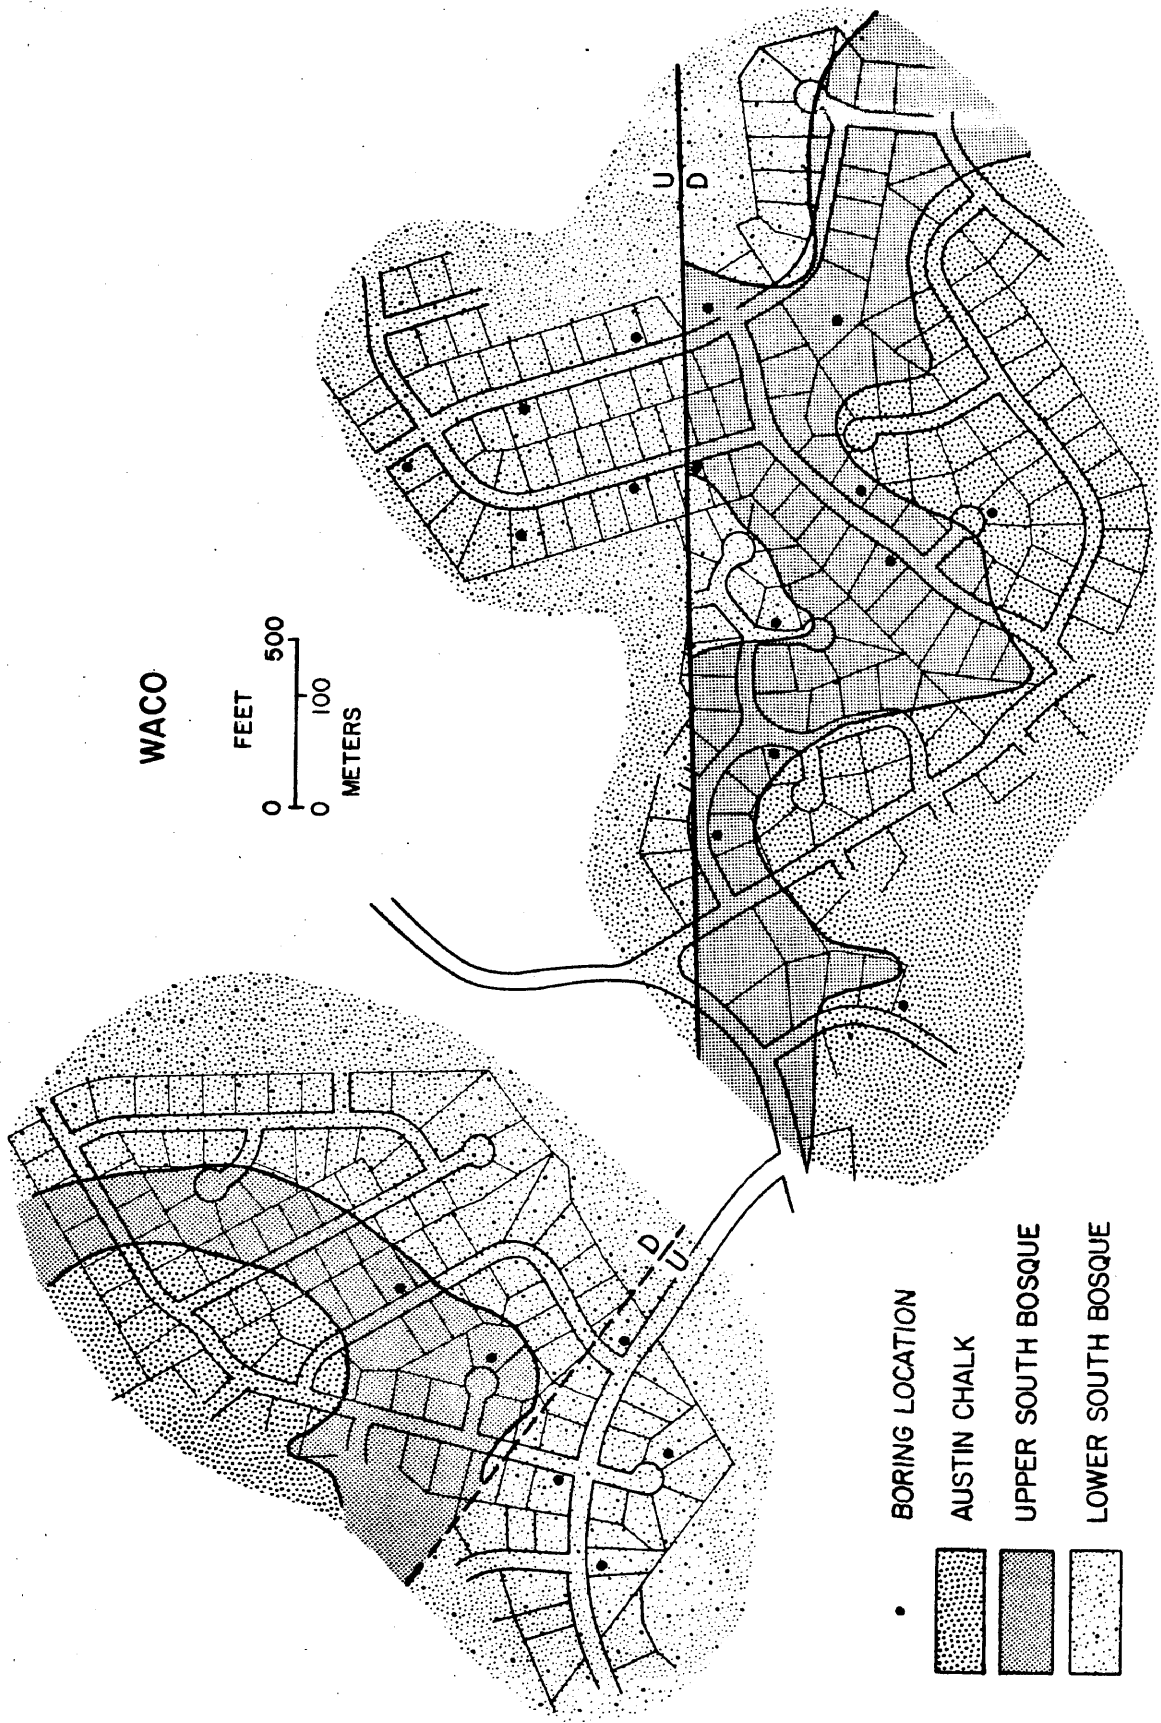 WACO
FEET
0 500
0 100
METERS
U
D
D
U
BORING LOCATION
AUSTIN CHALK
UPPER SOUTH BOSQUE
LOWER SOUTH BOSQUE